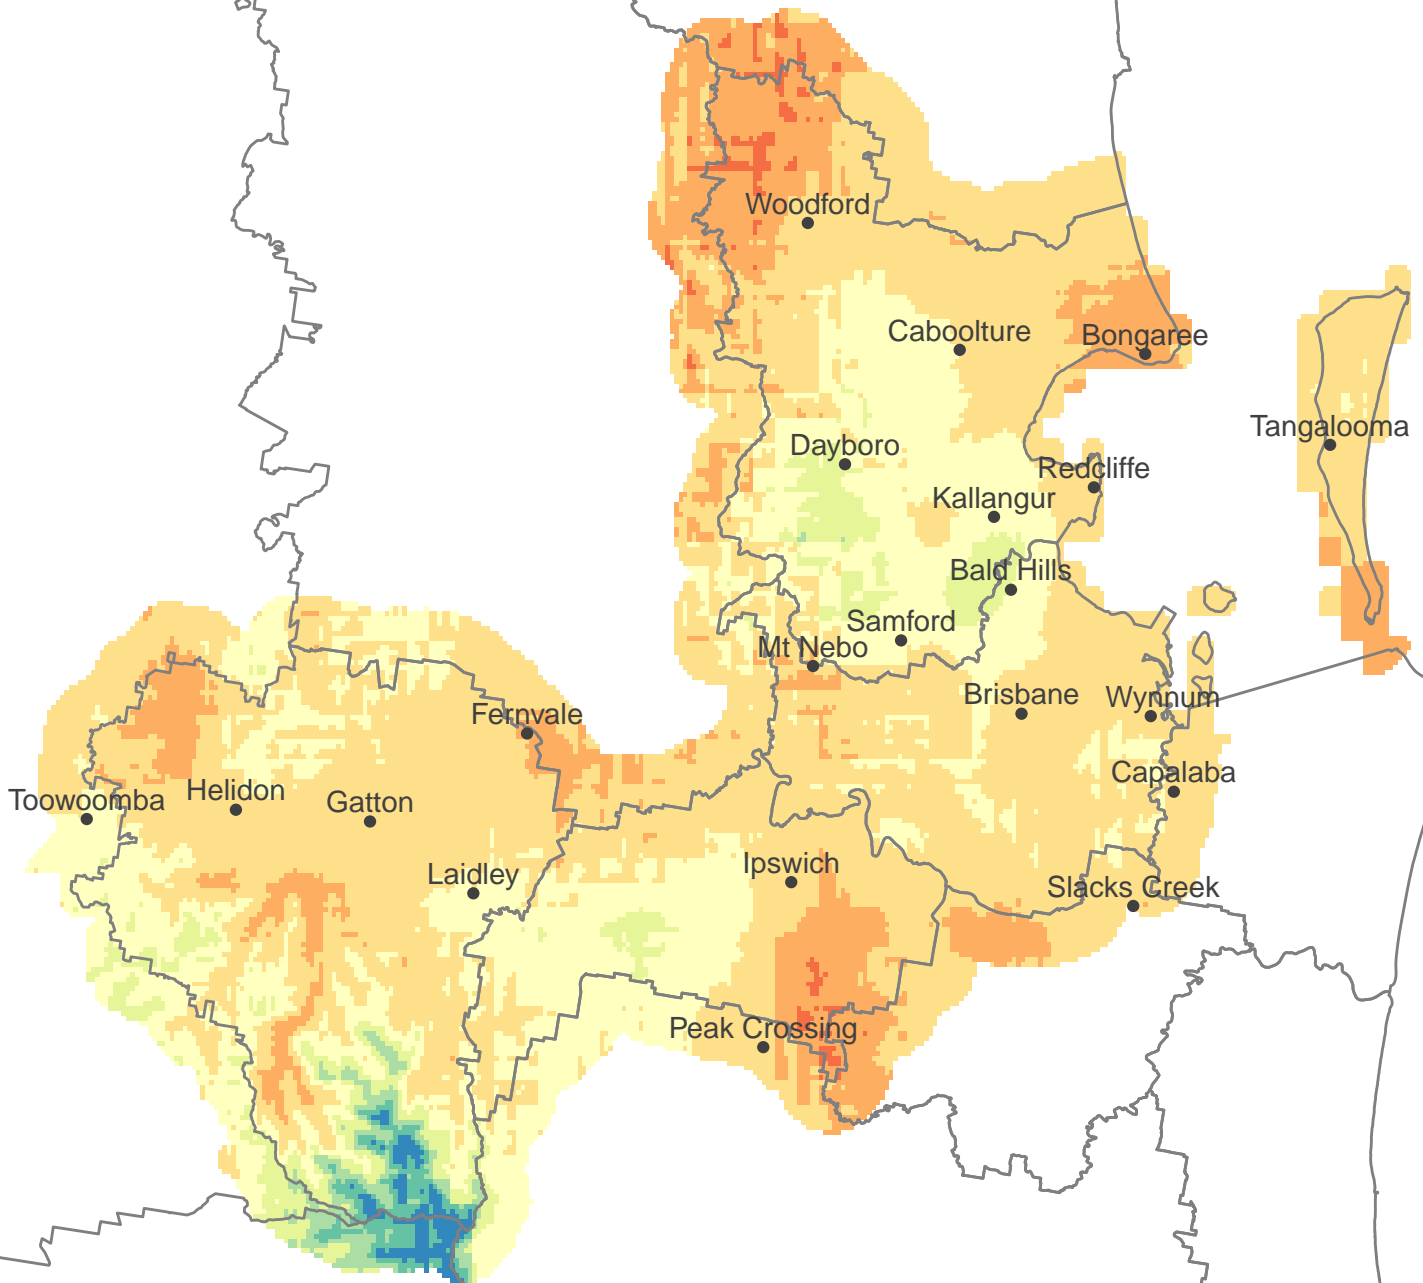 Woodford
Caboolture
Bongaree
Tangalooma
Dayboro
Redcliffe
Kallangur
Bald Hills
Samford
Mt Nebo
Brisbane
Wynnum
Fernvale
Capalaba
Toowoomba
Helidon
Gatton
Ipswich
Laidley
Slacks Creek
Peak Crossing